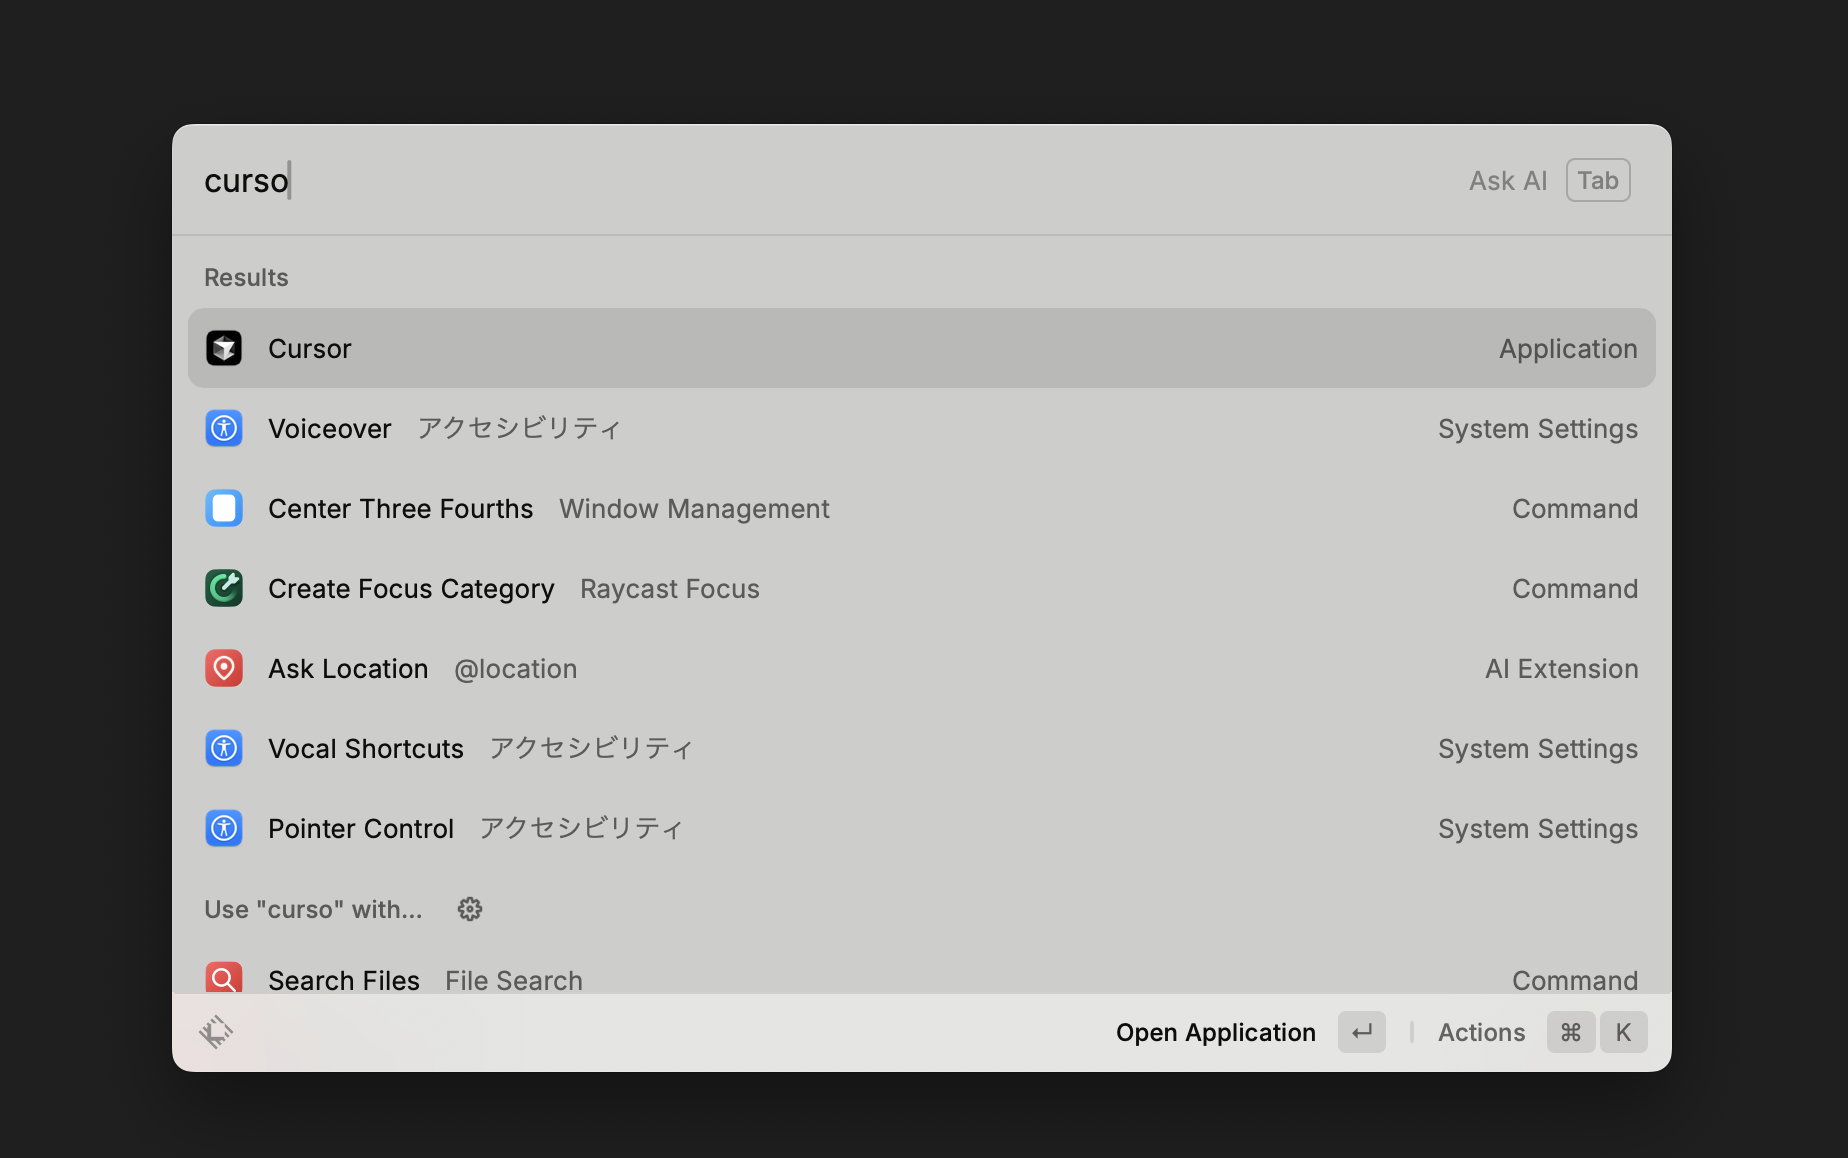 curso Ask AI Tab
Results
Cursor Application
Voiceover アクセシビリティ System Settings
Center Three Fourths Window Management Command
Create Focus Category Raycast Focus Command
Ask Location @location AI Extension
Vocal Shortcuts アクセシビリティ System Settings
Pointer Control アクセシビリティ System Settings
Use "curso" with...
Search Files File Search Command
Open Application ↵ Actions ⌘ K